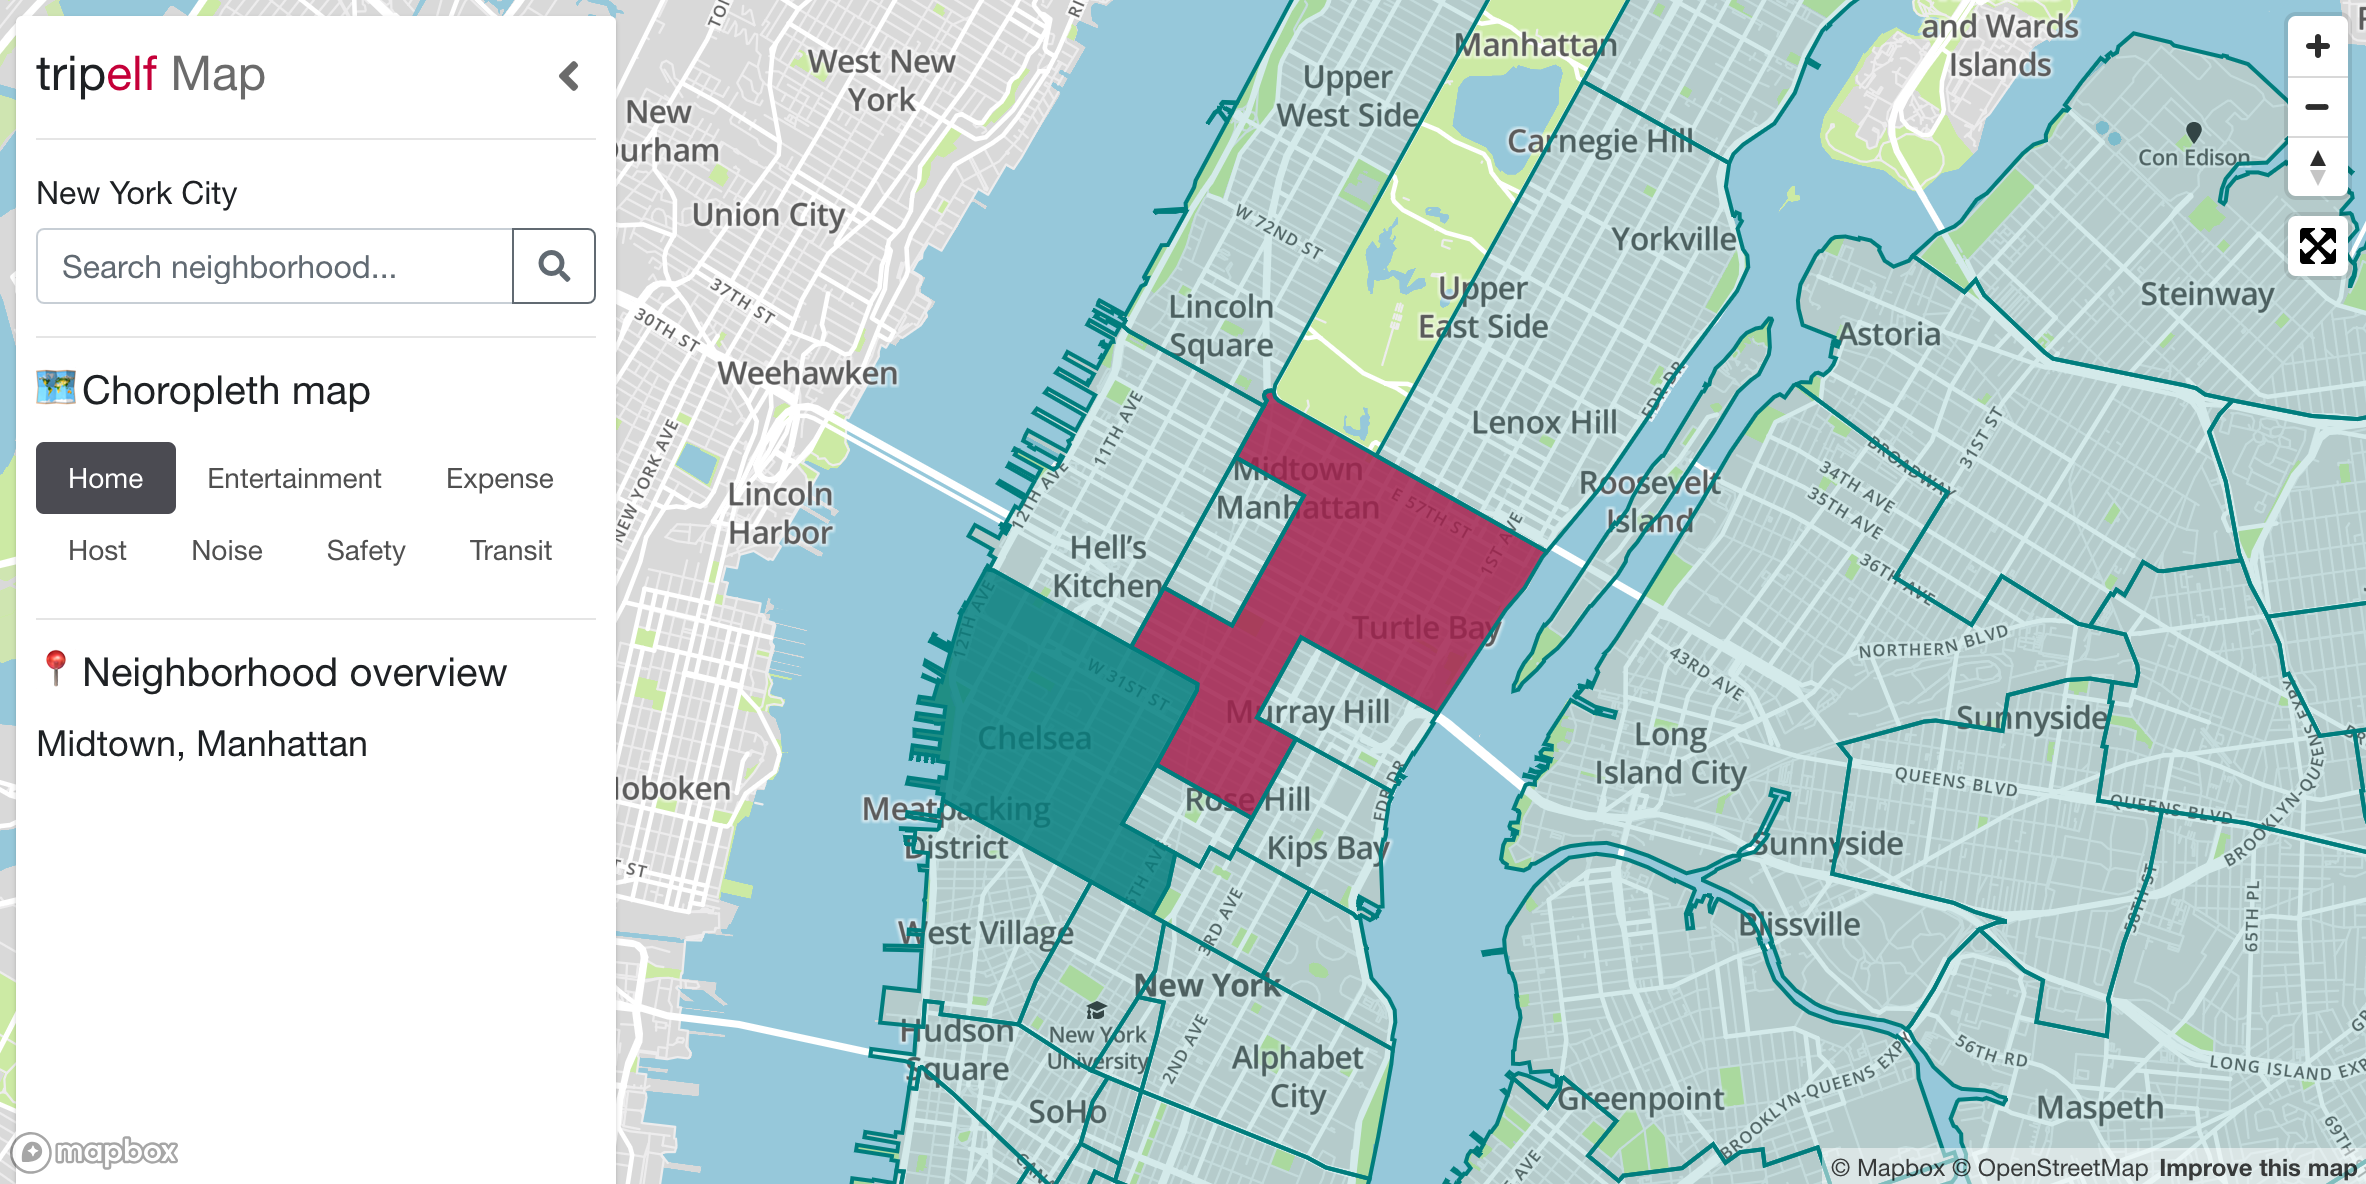 tripelf Map
New York City
Search neighborhood...
Choropleth map
Home
Entertainment
Expense
Host
Noise
Safety
Transit
Neighborhood overview
Midtown, Manhattan
mapbox
West New
York
New
Durham
Union City
37TH ST
30TH ST
Weehawken
NEW YORK AVE
Lincoln
Harbor
Hoboken
ST
Manhattan
Upper
West Side
Carnegie Hill
W 72ND ST
Yorkville
Lincoln
Square
Upper
East Side
FDR DR
Lenox Hill
11TH AVE
12TH AVE
Midtown
Manhattan
E 57TH ST
1ST AVE
Roosevelt
Island
Hell's
Kitchen
12TH AVE
Turtle Bay
W 31ST ST
Chelsea
Murray Hill
Meatpacking
District
Rose Hill
Kips Bay
FDR DR
5TH AVE
3RD AVE
West Village
New York
Hudson
Square
New York
University
2ND AVE
Alphabet
City
SoHo
and Wards
Islands
Con Edison
Steinway
Astoria
31ST ST
BROADWAY
34TH AVE
35TH AVE
36TH AVE
NORTHERN BLVD
43RD AVE
Sunnyside
Long
Island City
QUEENS BLVD
QUEENS BLVD
BROOKLYN-QUEENS EXPY
Sunnyside
58TH ST
65TH PL
Blissville
56TH RD
LONG ISLAND EXP
Greenpoint
BROOKLYN-QUEENS EXPY
Maspeth
69TH
AVE
© Mapbox © OpenStreetMap Improve this map